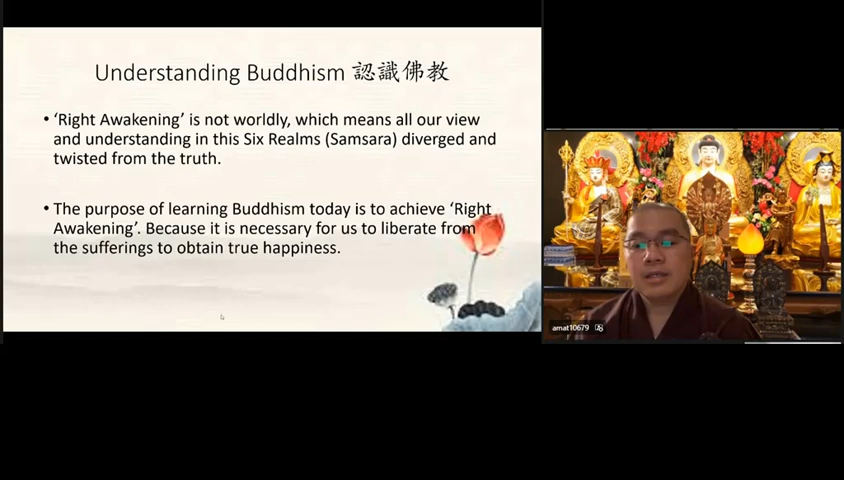 Understanding Buddhism 認識佛教
• ‘Right Awakening’ is not worldly, which means all our view
and understanding in this Six Realms (Samsara) diverged and
twisted from the truth.
• The purpose of learning Buddhism today is to achieve ‘Right
Awakening’. Because it is necessary for us to liberate from
the sufferings to obtain true happiness.
amat10679